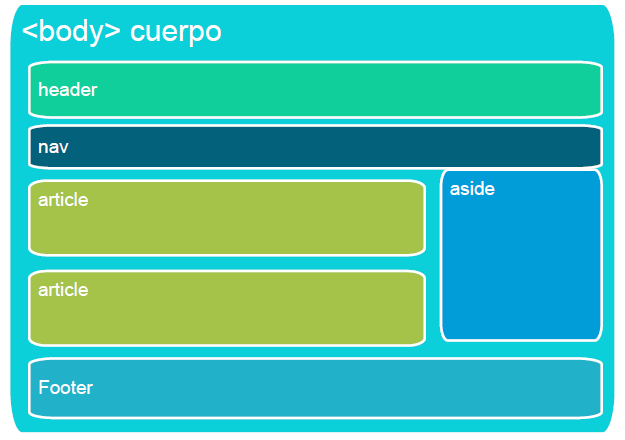 <body> cuerpo
header
nav
article
aside
article
Footer